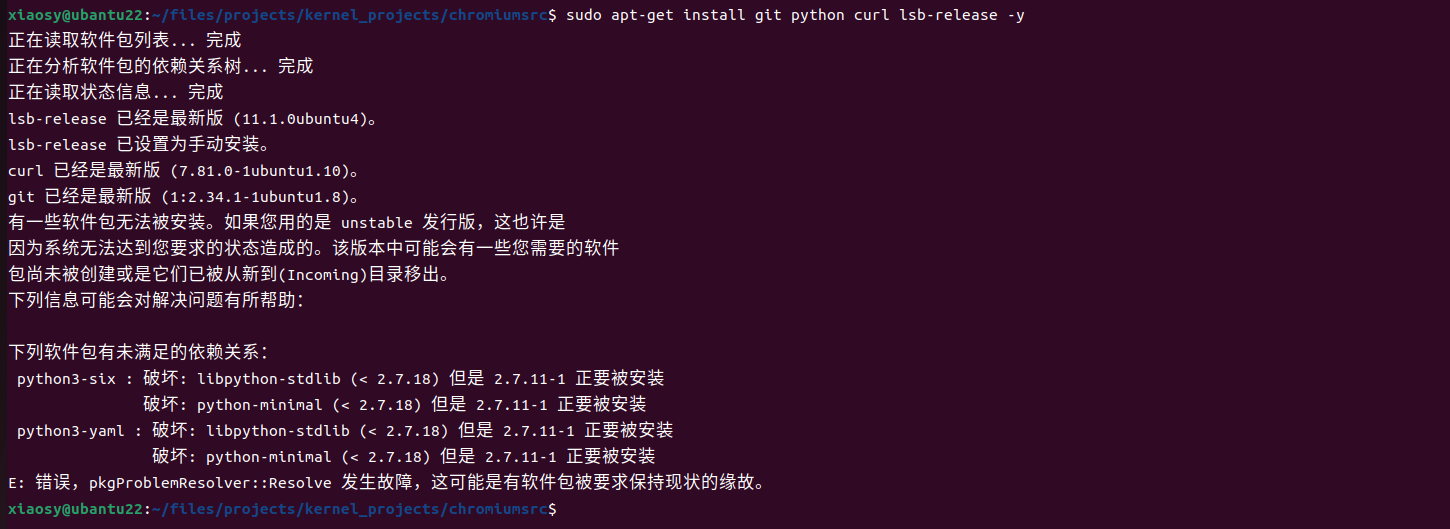 xiaosy@ubantu22:~/files/projects/kernel_projects/chromiumsrc$ sudo apt-get install git python curl lsb-release -y
正在读取软件包列表... 完成
正在分析软件包的依赖关系树... 完成
正在读取状态信息... 完成
lsb-release 已经是最新版 (11.1.0ubuntu4)。
lsb-release 已设置为手动安装。
curl 已经是最新版 (7.81.0-1ubuntu1.10)。
git 已经是最新版 (1:2.34.1-1ubuntu1.8)。
有一些软件包无法被安装。如果您用的是 unstable 发行版，这也许是
因为系统无法达到您要求的状态造成的。该版本中可能会有一些您需要的软件
包尚未被创建或是它们已被从新到(Incoming)目录移出。
下列信息可能会对解决问题有所帮助：
下列软件包有未满足的依赖关系：
python3-six : 破坏: libpython-stdlib (< 2.7.18) 但是 2.7.11-1 正要被安装
破坏: python-minimal (< 2.7.18) 但是 2.7.11-1 正要被安装
python3-yaml : 破坏: libpython-stdlib (< 2.7.18) 但是 2.7.11-1 正要被安装
破坏: python-minimal (< 2.7.18) 但是 2.7.11-1 正要被安装
E: 错误，pkgProblemResolver::Resolve 发生故障，这可能是有软件包被要求保持现状的缘故。
xiaosy@ubantu22:~/files/projects/kernel_projects/chromiumsrc$